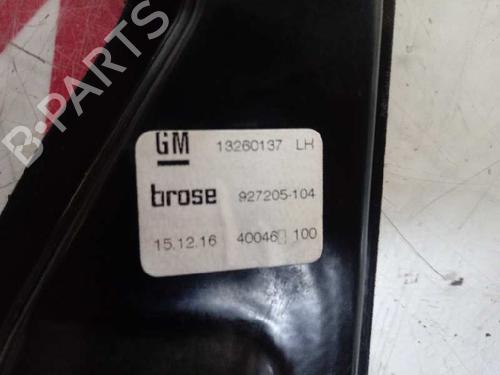 B-PARTS
GM 13260137 LH
brose 927205-104
15.12.16 40046 100